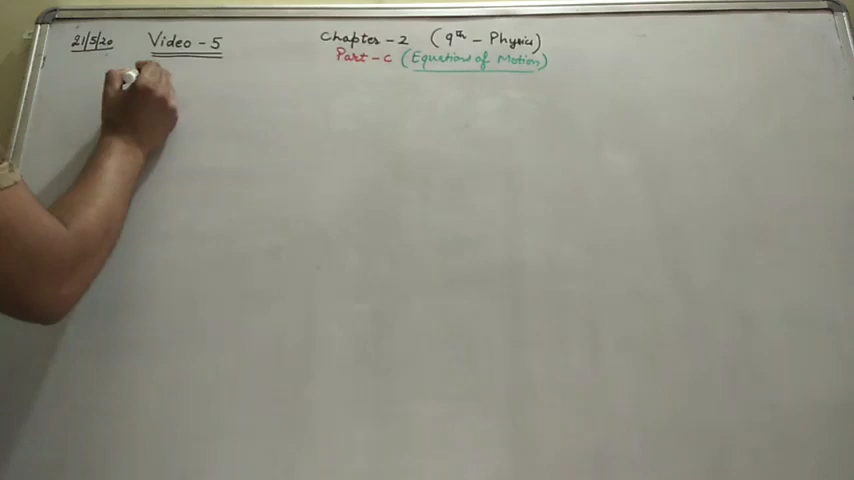 21/5/20 Video - 5 Chapter - 2 (9th - Physics)
Part - C (Equations of Motion)